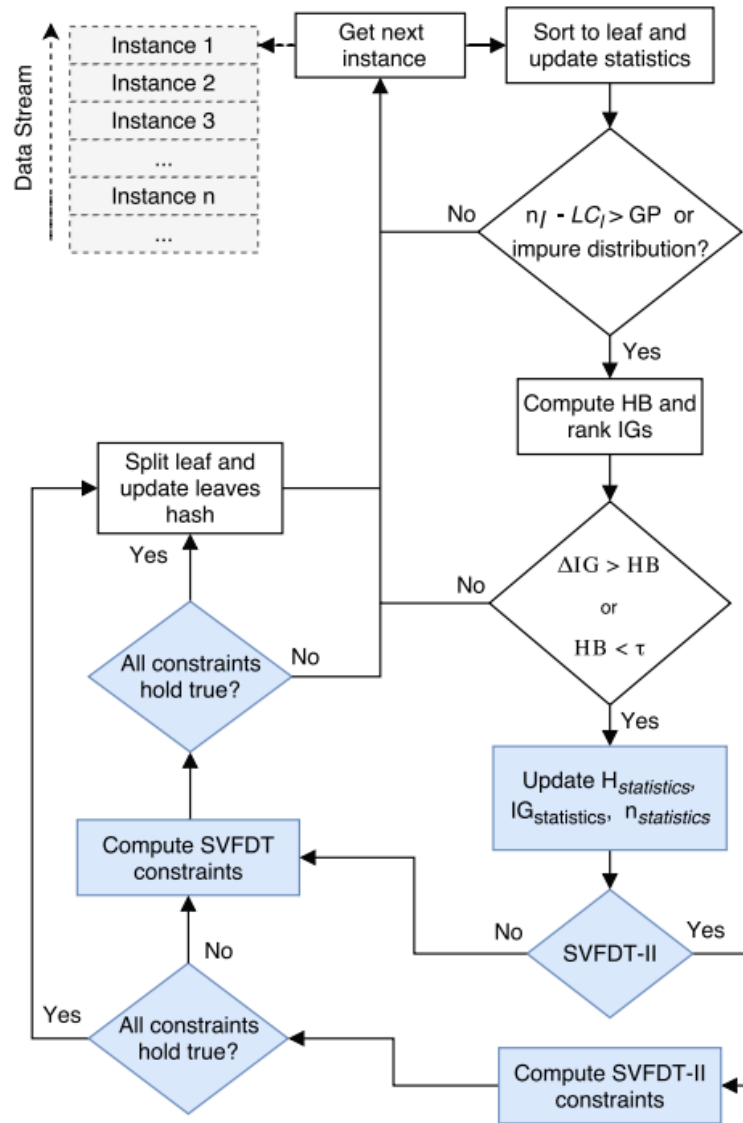 Data Stream
Instance 1
Instance 2
Instance 3
...
Instance n
...
Get next
instance
Sort to leaf and
update statistics
n_l - LC_l > GP or
impure distribution?
No
Yes
Compute HB and
rank IGs
ΔIG > HB
or
HB < τ
No
Yes
Split leaf and
update leaves
hash
Yes
All constraints
hold true?
No
Update H_statistics,
IG_statistics, n_statistics
Compute SVFDT
constraints
SVFDT-II
No
Yes
No
All constraints
hold true?
Yes
Compute SVFDT-II
constraints